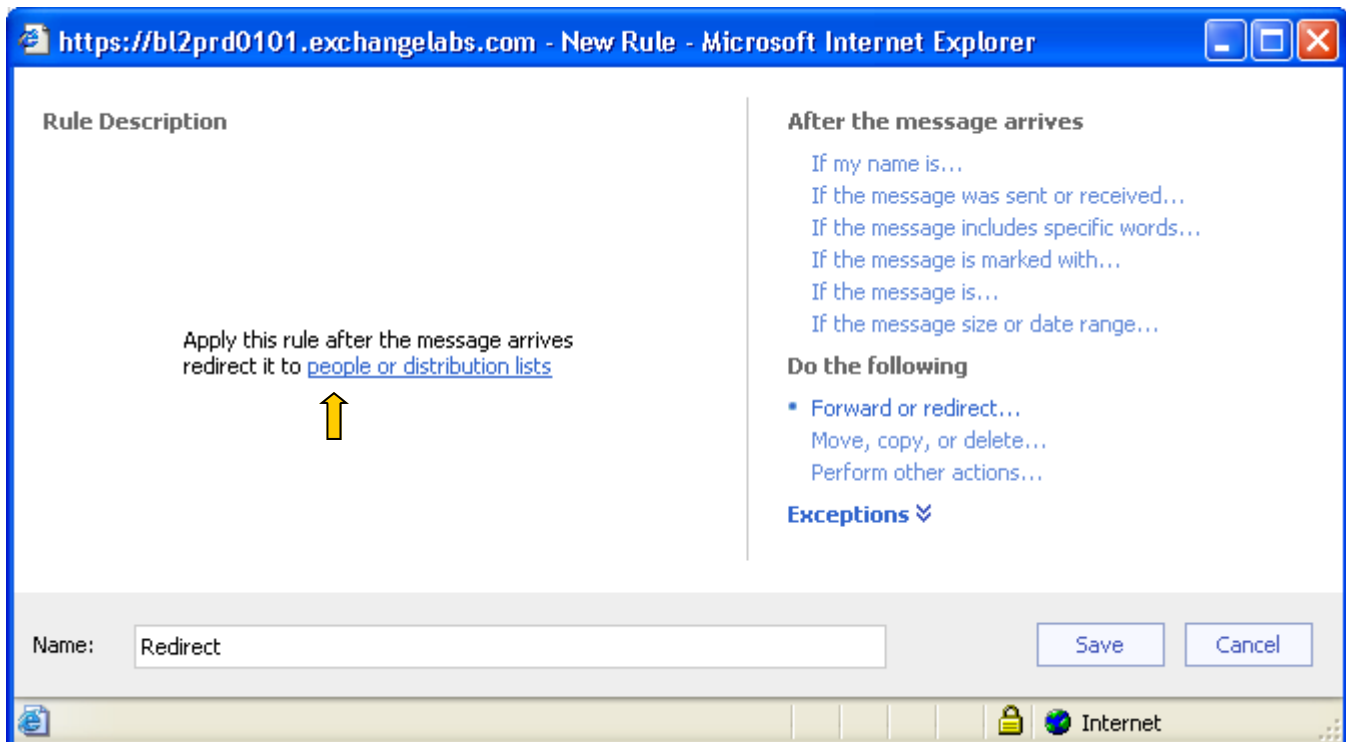 https://bl2prd0101.exchangelabs.com - New Rule - Microsoft Internet Explorer
Rule Description
Apply this rule after the message arrives
redirect it to people or distribution lists
After the message arrives
If my name is...
If the message was sent or received...
If the message includes specific words...
If the message is marked with...
If the message is...
If the message size or date range...
Do the following
• Forward or redirect...
Move, copy, or delete...
Perform other actions...
Exceptions
Name: Redirect
Save Cancel
Internet